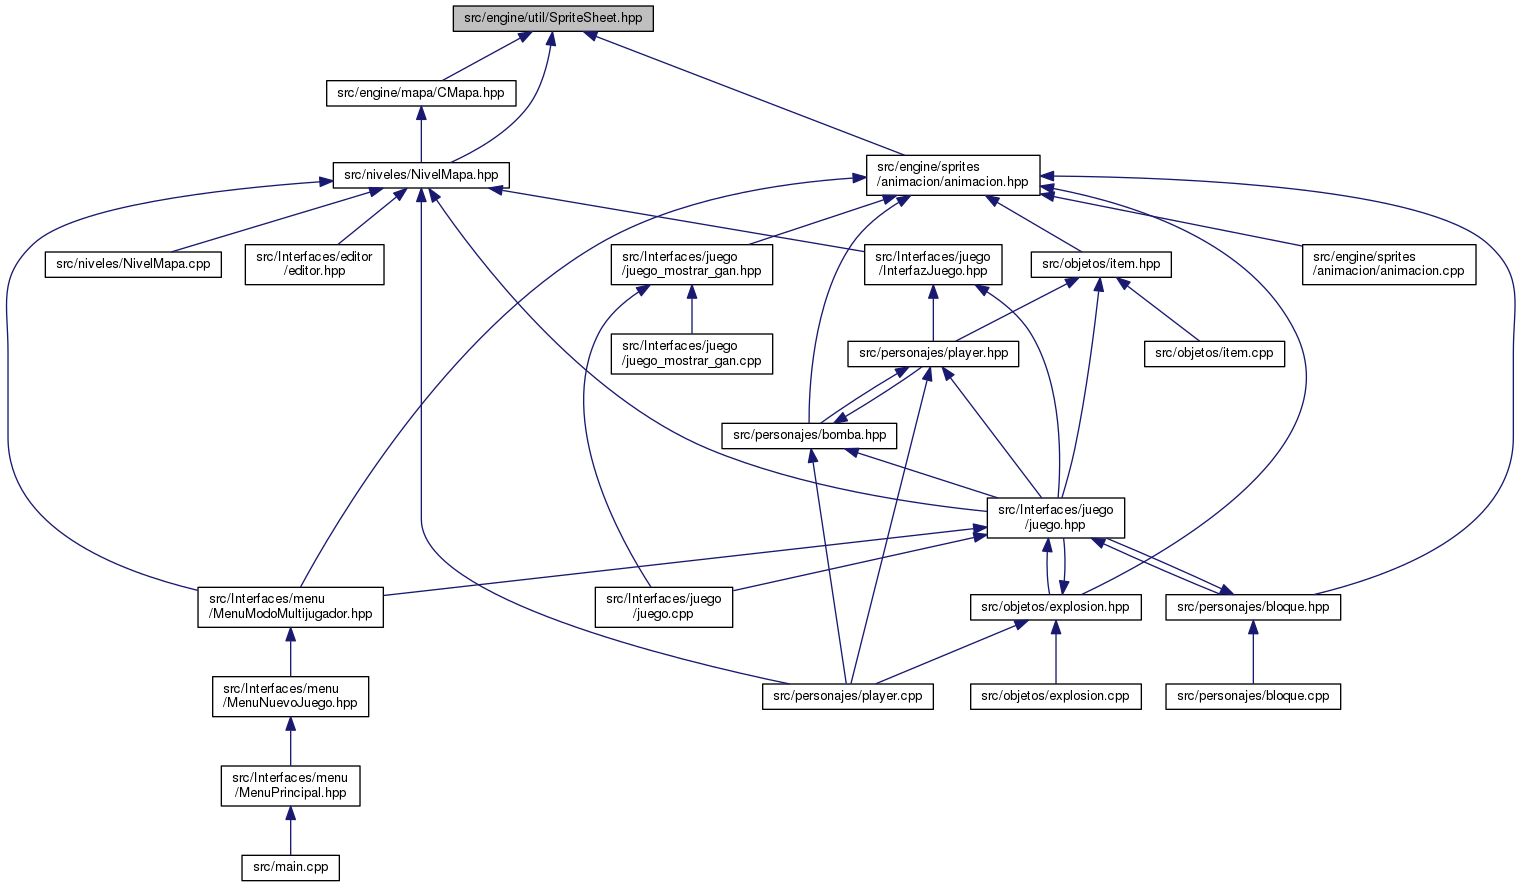 src/engine/util/SpriteSheet.hpp
src/engine/mapa/CMapa.hpp
src/niveles/NivelMapa.hpp
src/engine/sprites
/animacion/animacion.hpp
src/niveles/NivelMapa.cpp
src/Interfaces/editor
/editor.hpp
src/Interfaces/juego
/juego_mostrar_gan.hpp
src/Interfaces/juego
/InterfazJuego.hpp
src/objetos/item.hpp
src/engine/sprites
/animacion/animacion.cpp
src/Interfaces/juego
/juego_mostrar_gan.cpp
src/personajes/player.hpp
src/objetos/item.cpp
src/personajes/bomba.hpp
src/Interfaces/juego
/juego.hpp
src/Interfaces/menu
/MenuModoMultijugador.hpp
src/Interfaces/juego
/juego.cpp
src/objetos/explosion.hpp
src/personajes/bloque.hpp
src/Interfaces/menu
/MenuNuevoJuego.hpp
src/personajes/player.cpp
src/objetos/explosion.cpp
src/personajes/bloque.cpp
src/Interfaces/menu
/MenuPrincipal.hpp
src/main.cpp